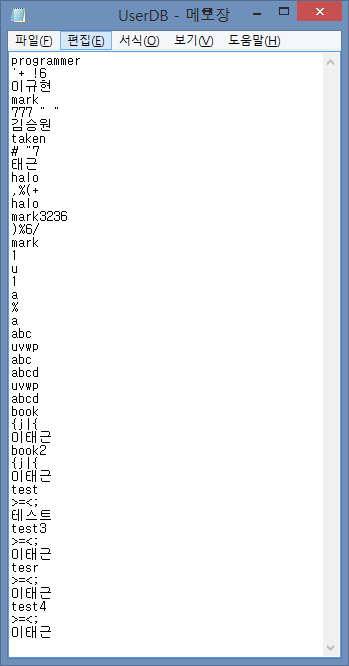 UserDB - 메모장
파일(F) 편집(E) 서식(O) 보기(V) 도움말(H)
programmer
"+ !6
이규현
mark
777 " "
김승원
taken
# "7
태근
halo
,%(+
halo
mark3236
)%6/
mark
1
u
1
a
%
a
abc
uvwp
abc
abcd
uvwp
abcd
book
{j|{
이태근
book2
{j|{
이태근
test
>=<;
테스트
test3
>=<;
이태근
tesr
>=<;
이태근
test4
>=<;
이태근